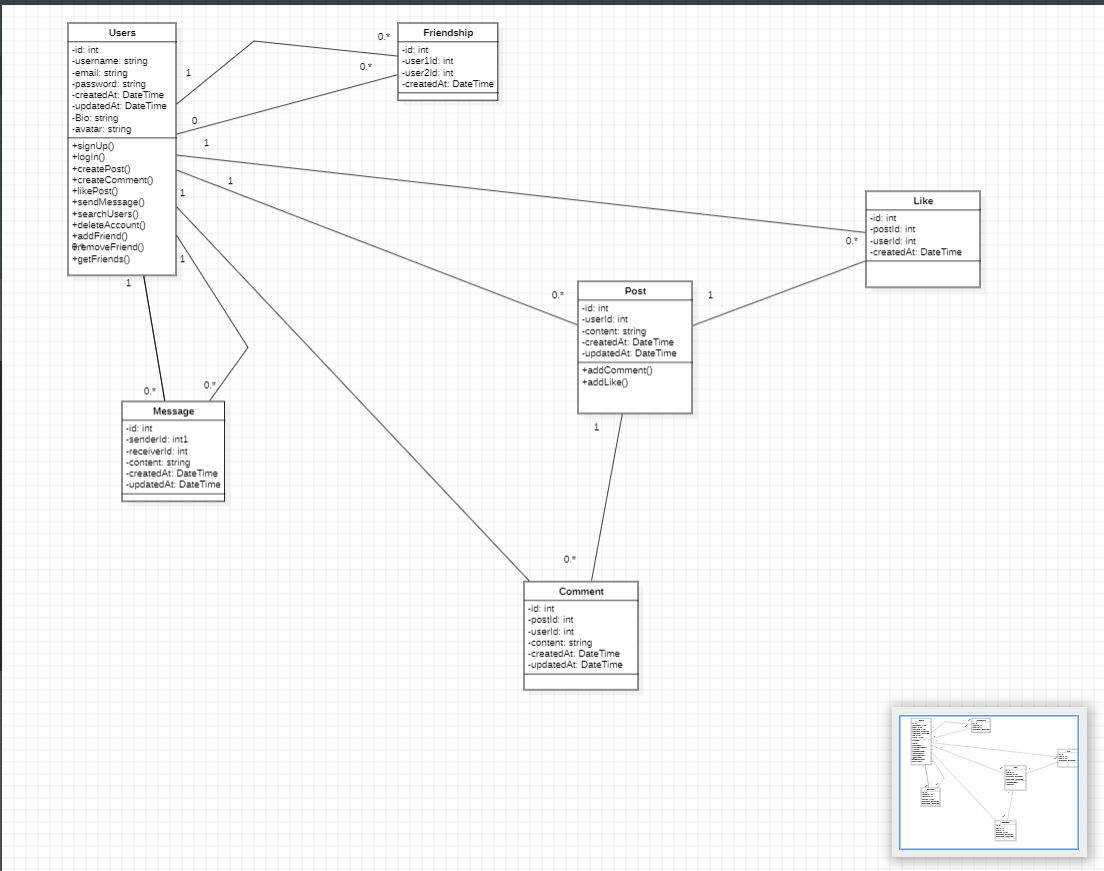 Users
-id: int
-username: string
-email: string
-password: string
-createdAt: DateTime
-updatedAt: DateTime
-Bio: string
-avatar: string
+signUp()
+logIn()
+createPost()
+createComment()
+likePost()
+sendMessage()
+searchUsers()
+deleteAccount()
+addFriend()
+removeFriend()
+getFriends()
1
0.*
0.*
0
1
1
1
1
1
Friendship
-id: int
-user1Id: int
-user2Id: int
-createdAt: DateTime
Like
-id: int
-postId: int
-userId: int
-createdAt: DateTime
0.*
0.*
1
Post
-id: int
-userId: int
-content: string
-createdAt: DateTime
-updatedAt: DateTime
+addComment()
+addLike()
1
0.*
0.*
Message
-id: int
-senderId: int1
-receiverId: int
-content: string
-createdAt: DateTime
-updatedAt: DateTime
0.*
Comment
-id: int
-postId: int
-userId: int
-content: string
-createdAt: DateTime
-updatedAt: DateTime